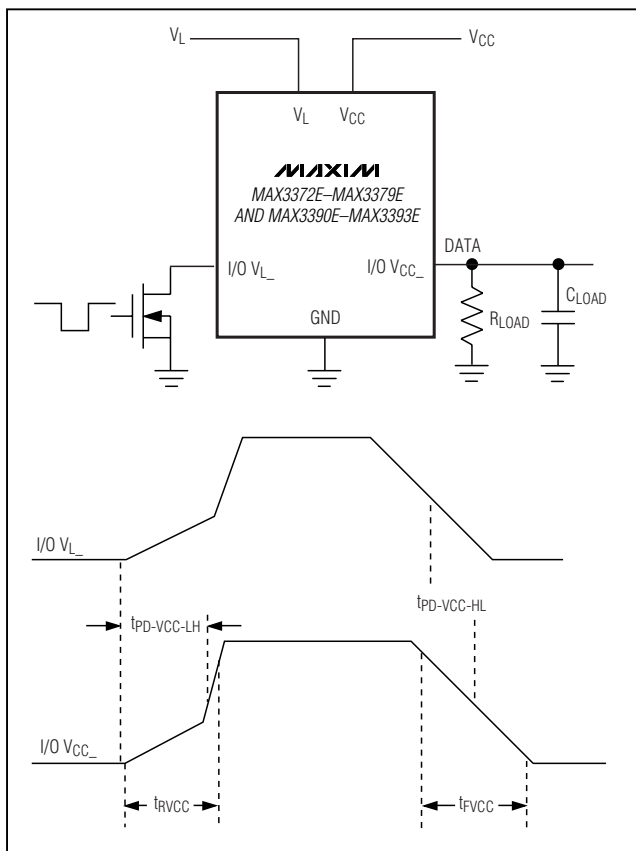 VL VCC
VL VCC
MAXIM
MAX3372E–MAX3379E
AND MAX3390E–MAX3393E
DATA
I/O VL_ I/O VCC_
RLOAD CLOAD
GND
I/O VL_
tPD-VCC-LH tPD-VCC-HL
I/O VCC_
tRVCC tFVCC